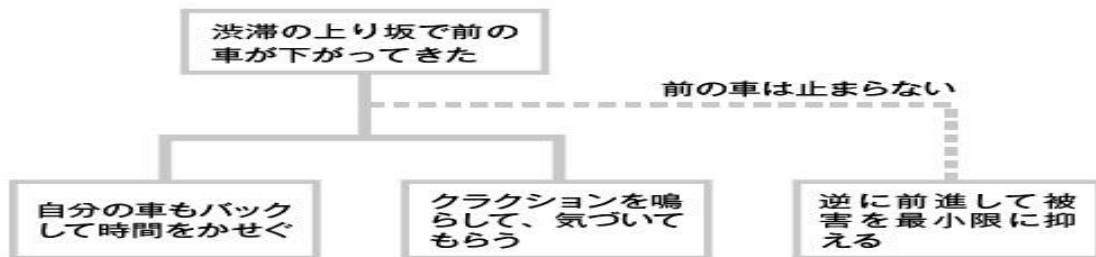 渋滞の上り坂で前の
車が下がってきた
前の車は止まらない
自分の車もバック
して時間をかせぐ
クラクションを鳴
らして、気づいて
もらう
逆に前進して被
害を最小限に抑
える